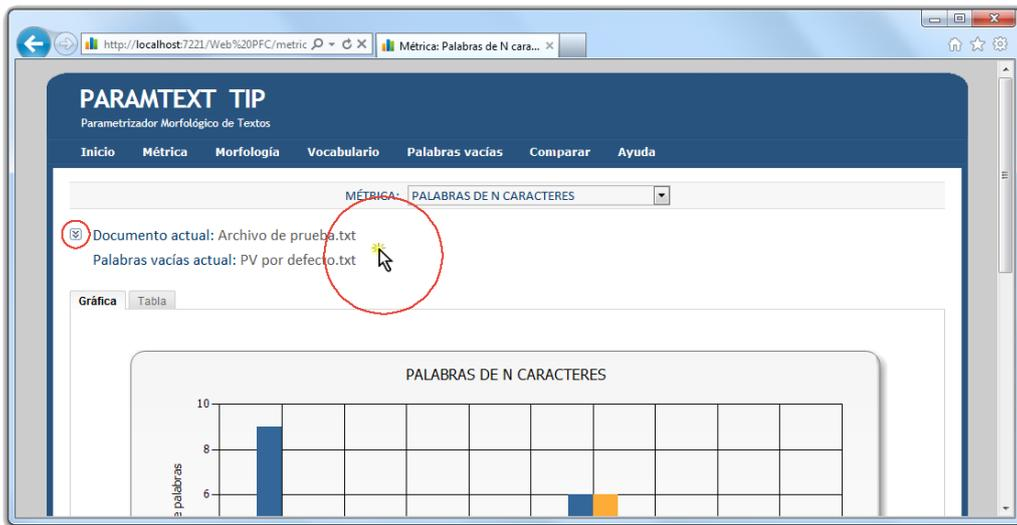 http://localhost:7221/Web%20PFC/metric
Métrica: Palabras de N cara...
PARAMTEXT TIP
Parametrizador Morfológico de Textos
Inicio Métrica Morfología Vocabulario Palabras vacías Comparar Ayuda
MÉTRICA: PALABRAS DE N CARACTERES
Documento actual: Archivo de prueba.txt
Palabras vacías actual: PV por defecto.txt
Gráfica Tabla
PALABRAS DE N CARACTERES
10
8
6
palabras